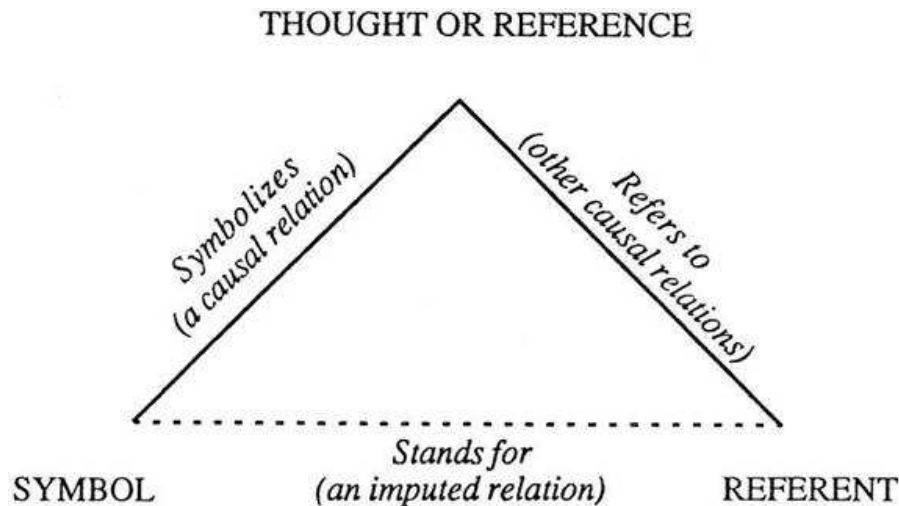 THOUGHT OR REFERENCE
Symbolizes
(a causal relation)
Refers to
(other causal relations)
Stands for
(an imputed relation)
SYMBOL
REFERENT